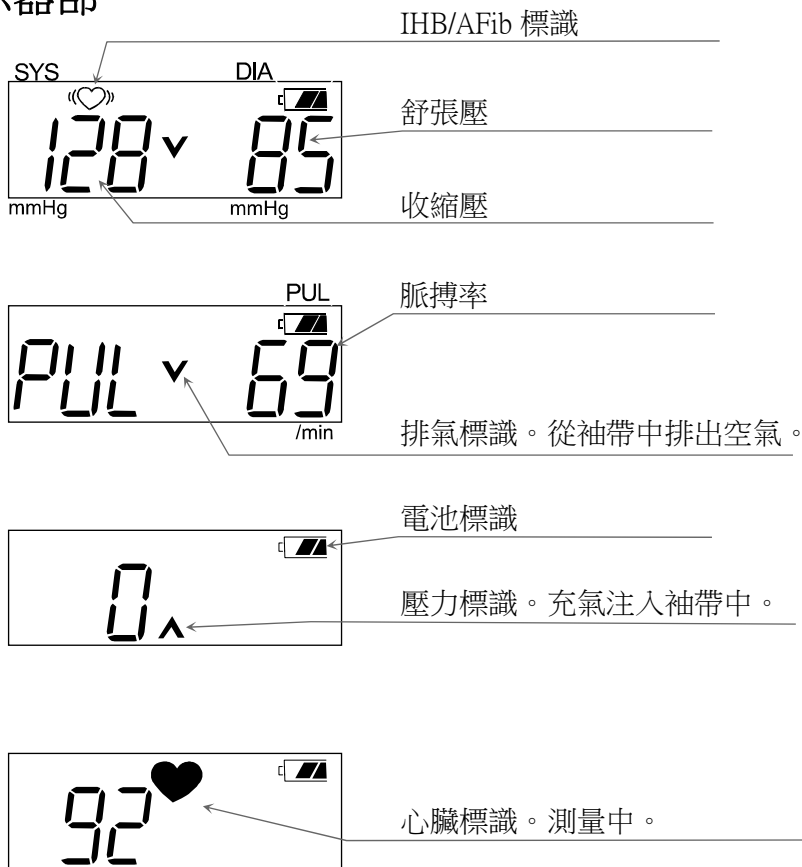 器部
IHB/AFib 標識
SYS DIA
128 85
舒張壓
mmHg mmHg
收縮壓
PUL
脈搏率
PUL 69
/min
排氣標識。從袖帶中排出空氣。
電池標識
0
壓力標識。充氣注入袖帶中。
92
心臟標識。測量中。